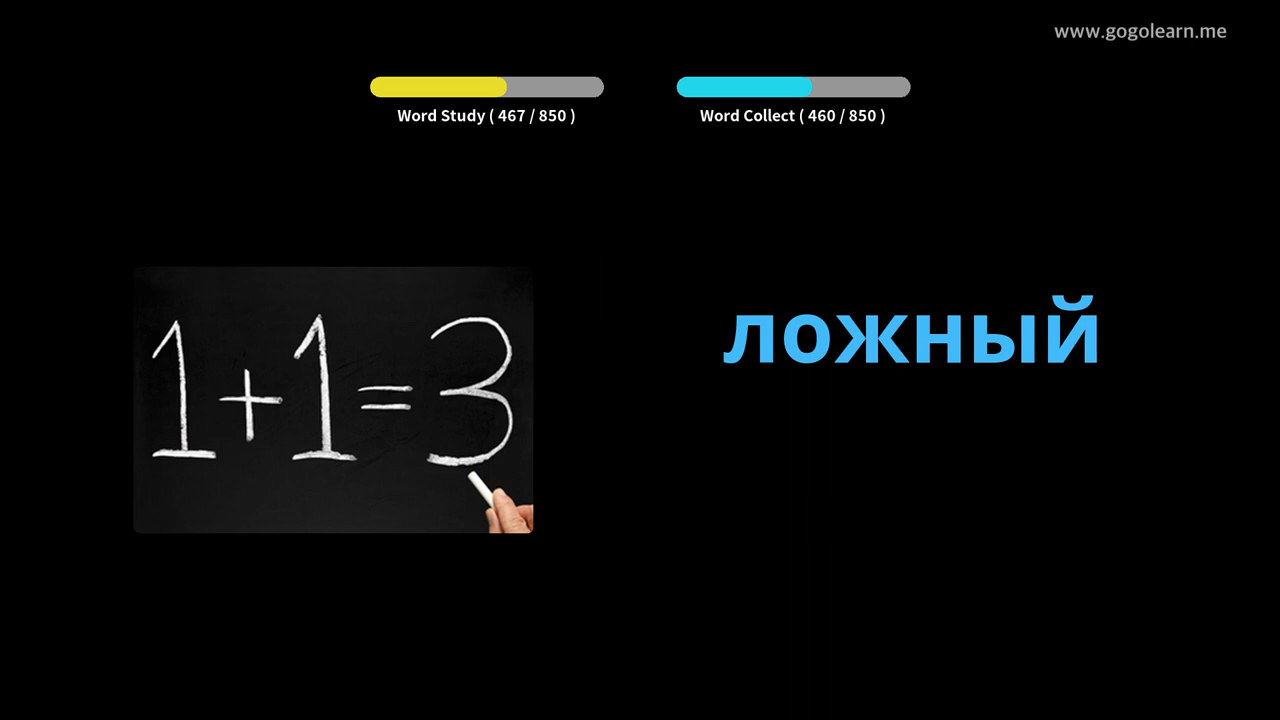 www.gogolearn.me
Word Study ( 467 / 850 )
Word Collect ( 460 / 850 )
1+1=3
ложный